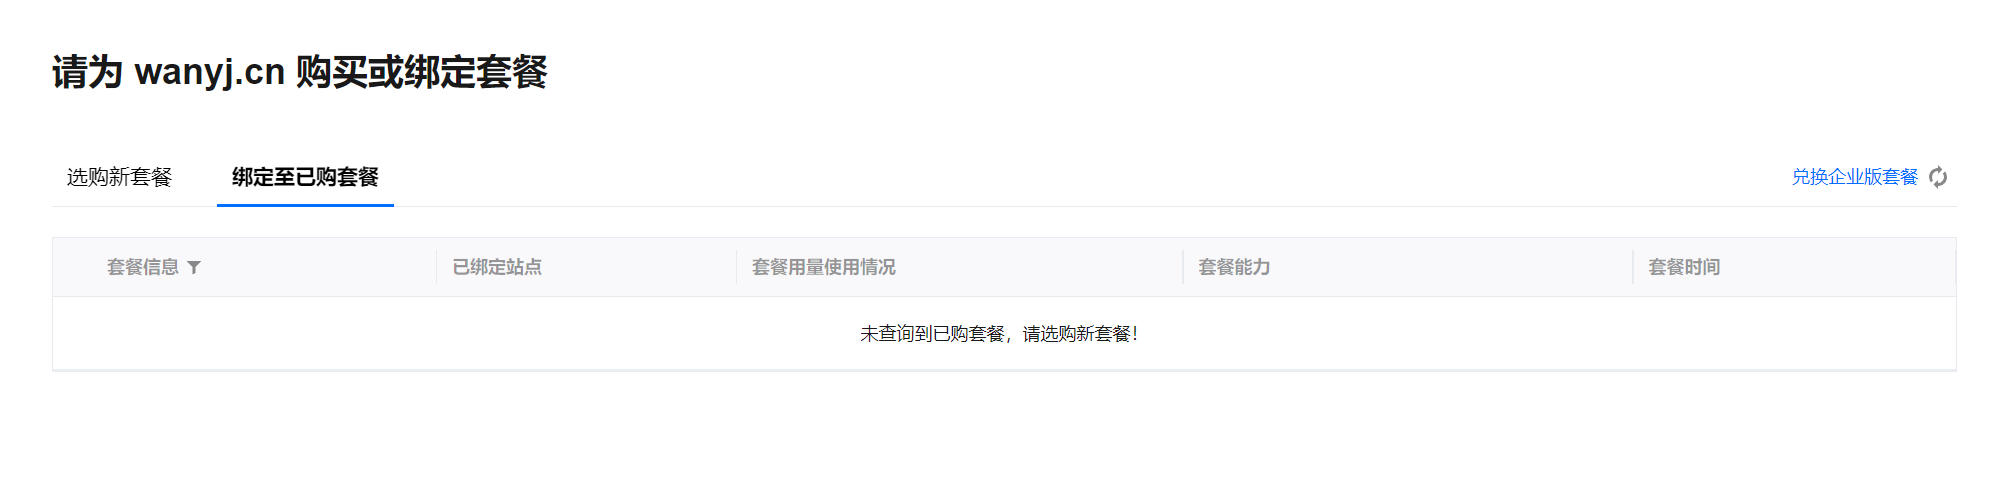 请为 wanyj.cn 购买或绑定套餐
选购新套餐 绑定至已购套餐 兑换企业版套餐
套餐信息 已绑定站点 套餐用量使用情况 套餐能力 套餐时间
未查询到已购套餐，请选购新套餐！